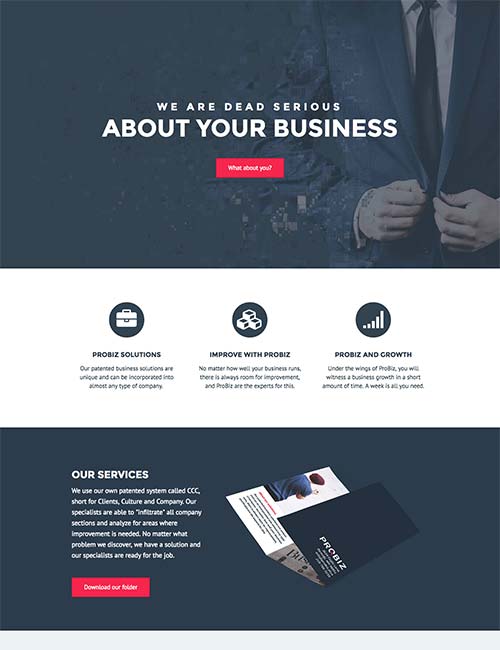 WE ARE DEAD SERIOUS
ABOUT YOUR BUSINESS
What about you?
PROBIZ SOLUTIONS
Our patented business solutions are
unique and can be incorporated into
almost any type of company.
IMPROVE WITH PROBIZ
No matter how well your business runs,
there is always room for improvement,
and ProBiz are the experts for this.
PROBIZ AND GROWTH
Under the wings of ProBiz, you will
witness a business growth in a short
amount of time. A week is all you need.
OUR SERVICES
We use our own patented system called CCC,
short for Clients, Culture and Company. Our
specialists are able to "infiltrate" all company
sections and analyze for areas where
improvement is needed. No matter what
problem we discover, we have a solution and
our specialists are ready for the job.
Download our folder
PROBIZ